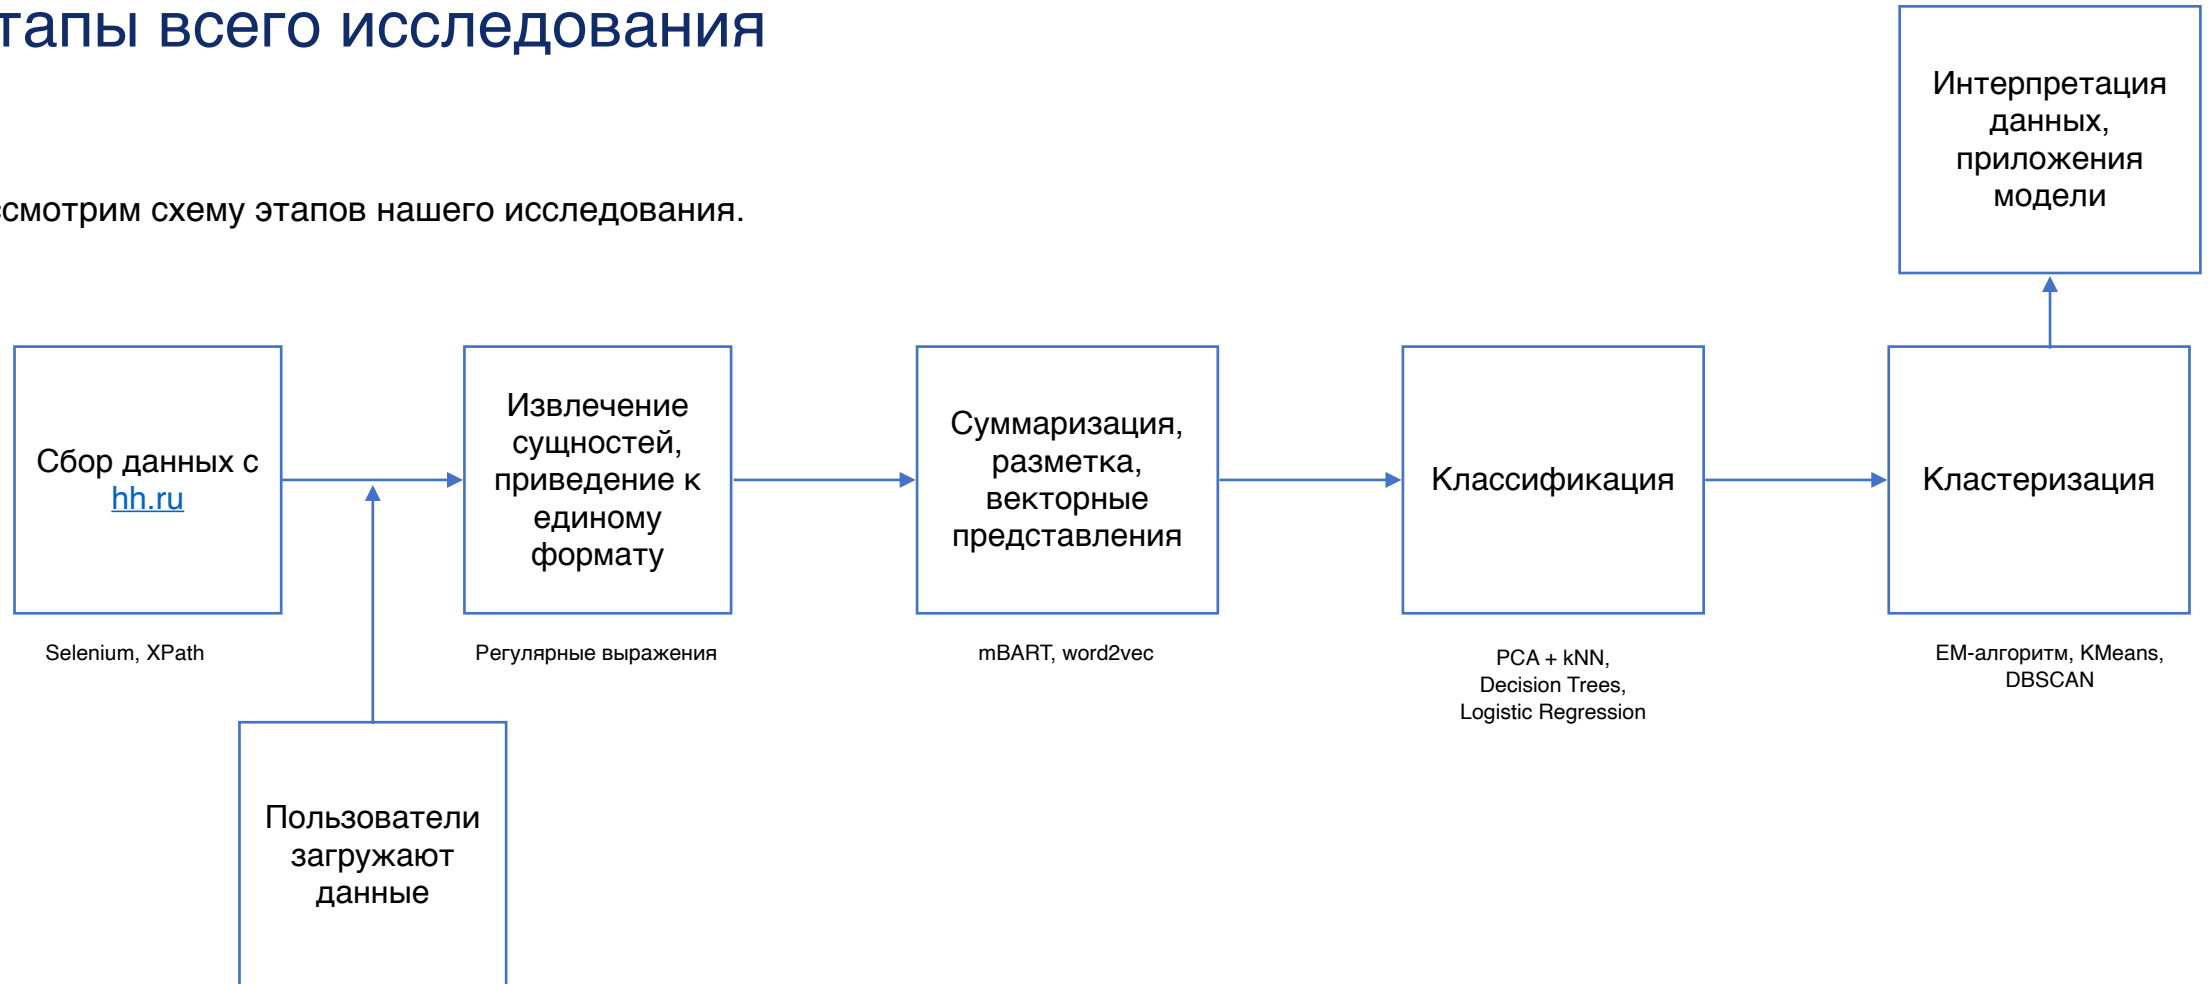 тапы всего исследования
ссмотрим схему этапов нашего исследования.
Интерпретация
данных,
приложения
модели
Сбор данных с
hh.ru
Извлечение
сущностей,
приведение к
единому
формату
Суммаризация,
разметка,
векторные
представления
Классификация
Кластеризация
Selenium, XPath
Регулярные выражения
mBART, word2vec
PCA + kNN,
Decision Trees,
Logistic Regression
EM-алгоритм, KMeans,
DBSCAN
Пользователи
загружают
данные